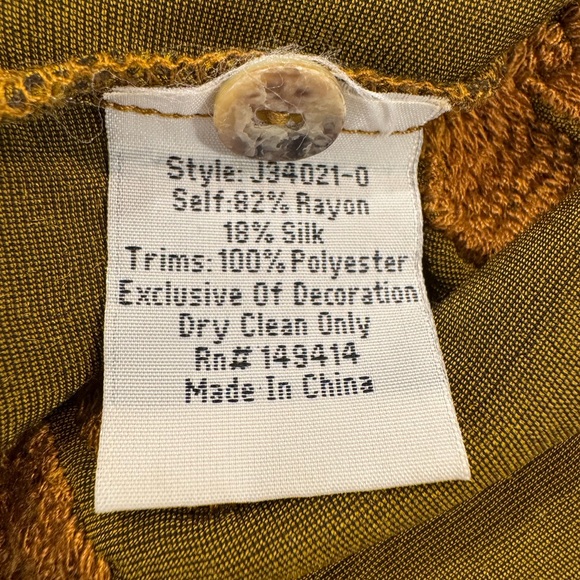 Style: J34021-0
Self:82% Rayon
18% Silk
Trims: 100% Polyester
Exclusive Of Decoration
Dry Clean Only
Rn# 149414
Made In China